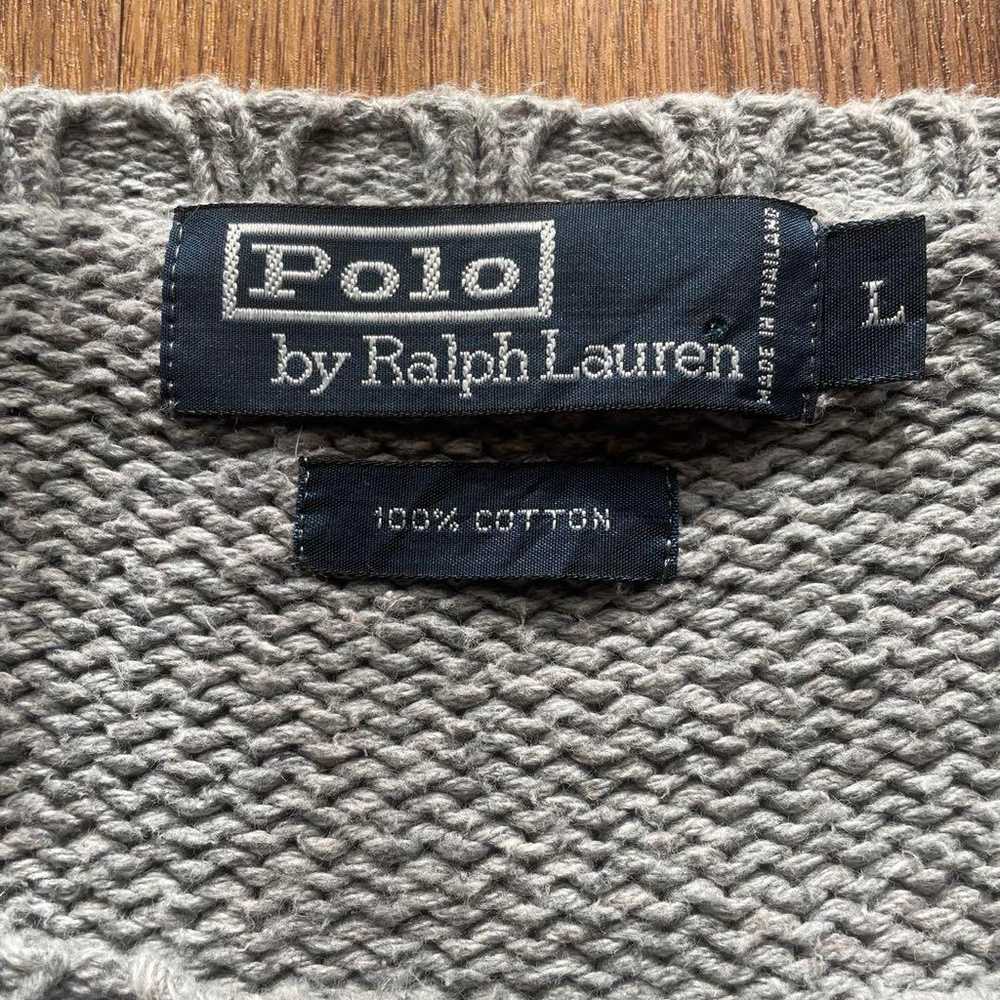 Polo
by Ralph Lauren
MADE IN THAILAND
L
100% COTTON